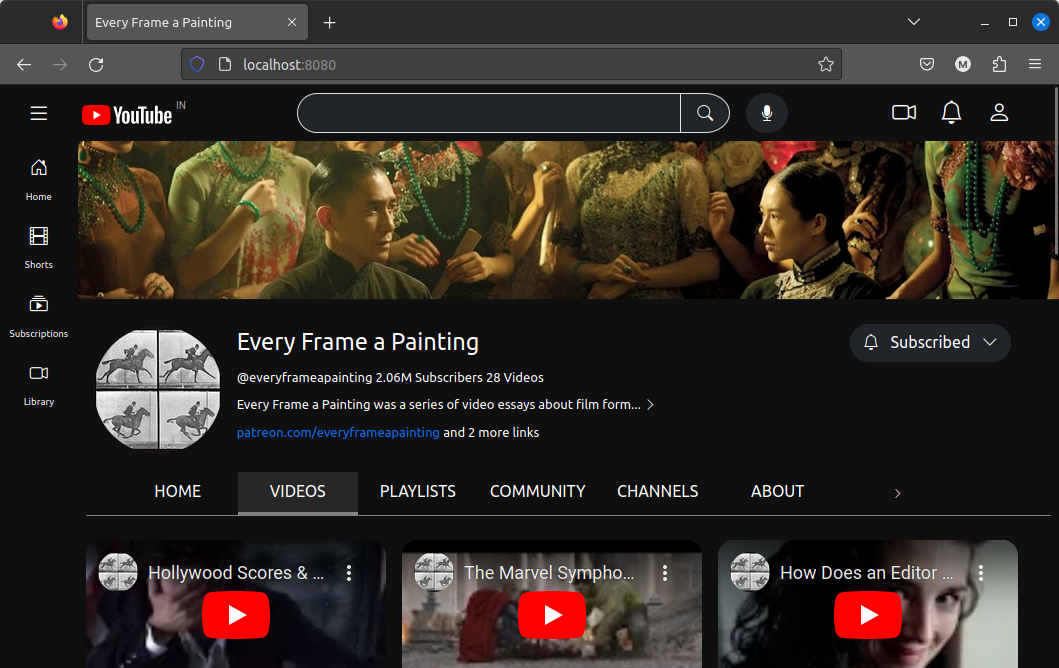 Every Frame a Painting
localhost:8080
M
YouTube IN
Home
Shorts
Subscriptions
Library
Every Frame a Painting
Subscribed
@everyframeapainting 2.06M Subscribers 28 Videos
Every Frame a Painting was a series of video essays about film form...
patreon.com/everyframeapainting and 2 more links
HOME VIDEOS PLAYLISTS COMMUNITY CHANNELS ABOUT
Hollywood Scores & ...
The Marvel Sympho...
How Does an Editor ...